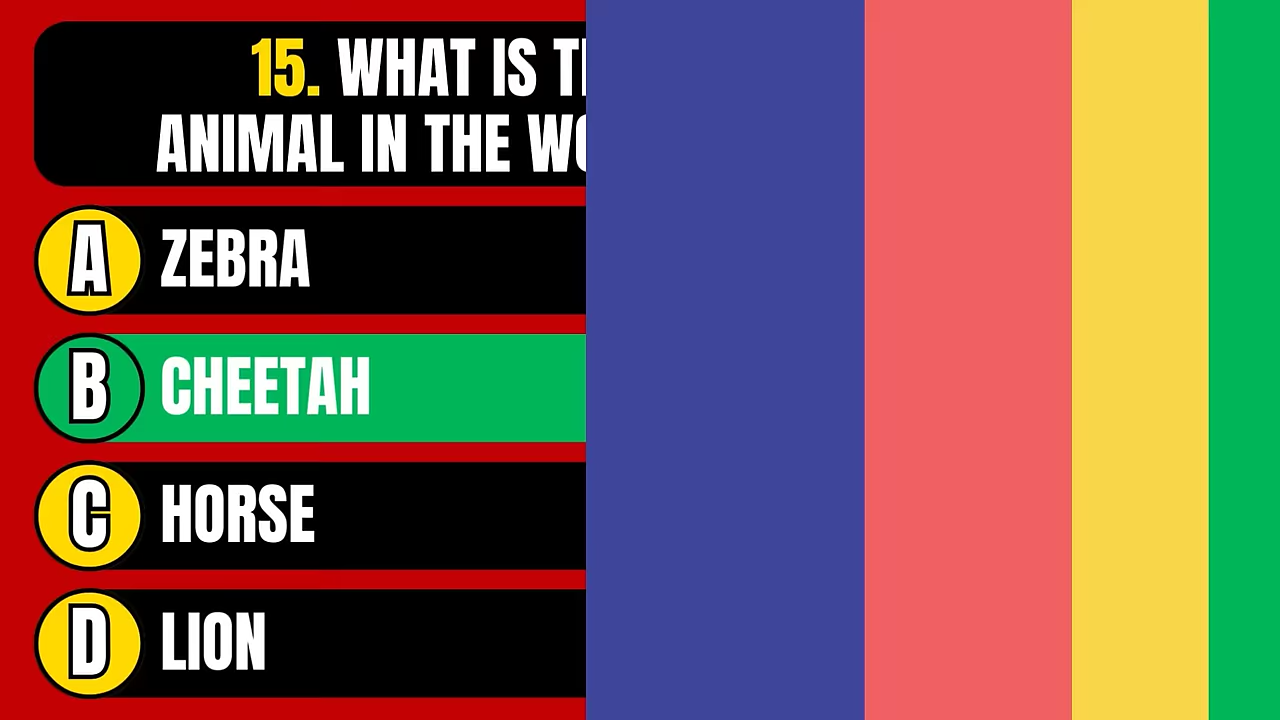 15. WHAT IS
ANIMAL IN THE
A ZEBRA
B CHEETAH
C HORSE
D LION